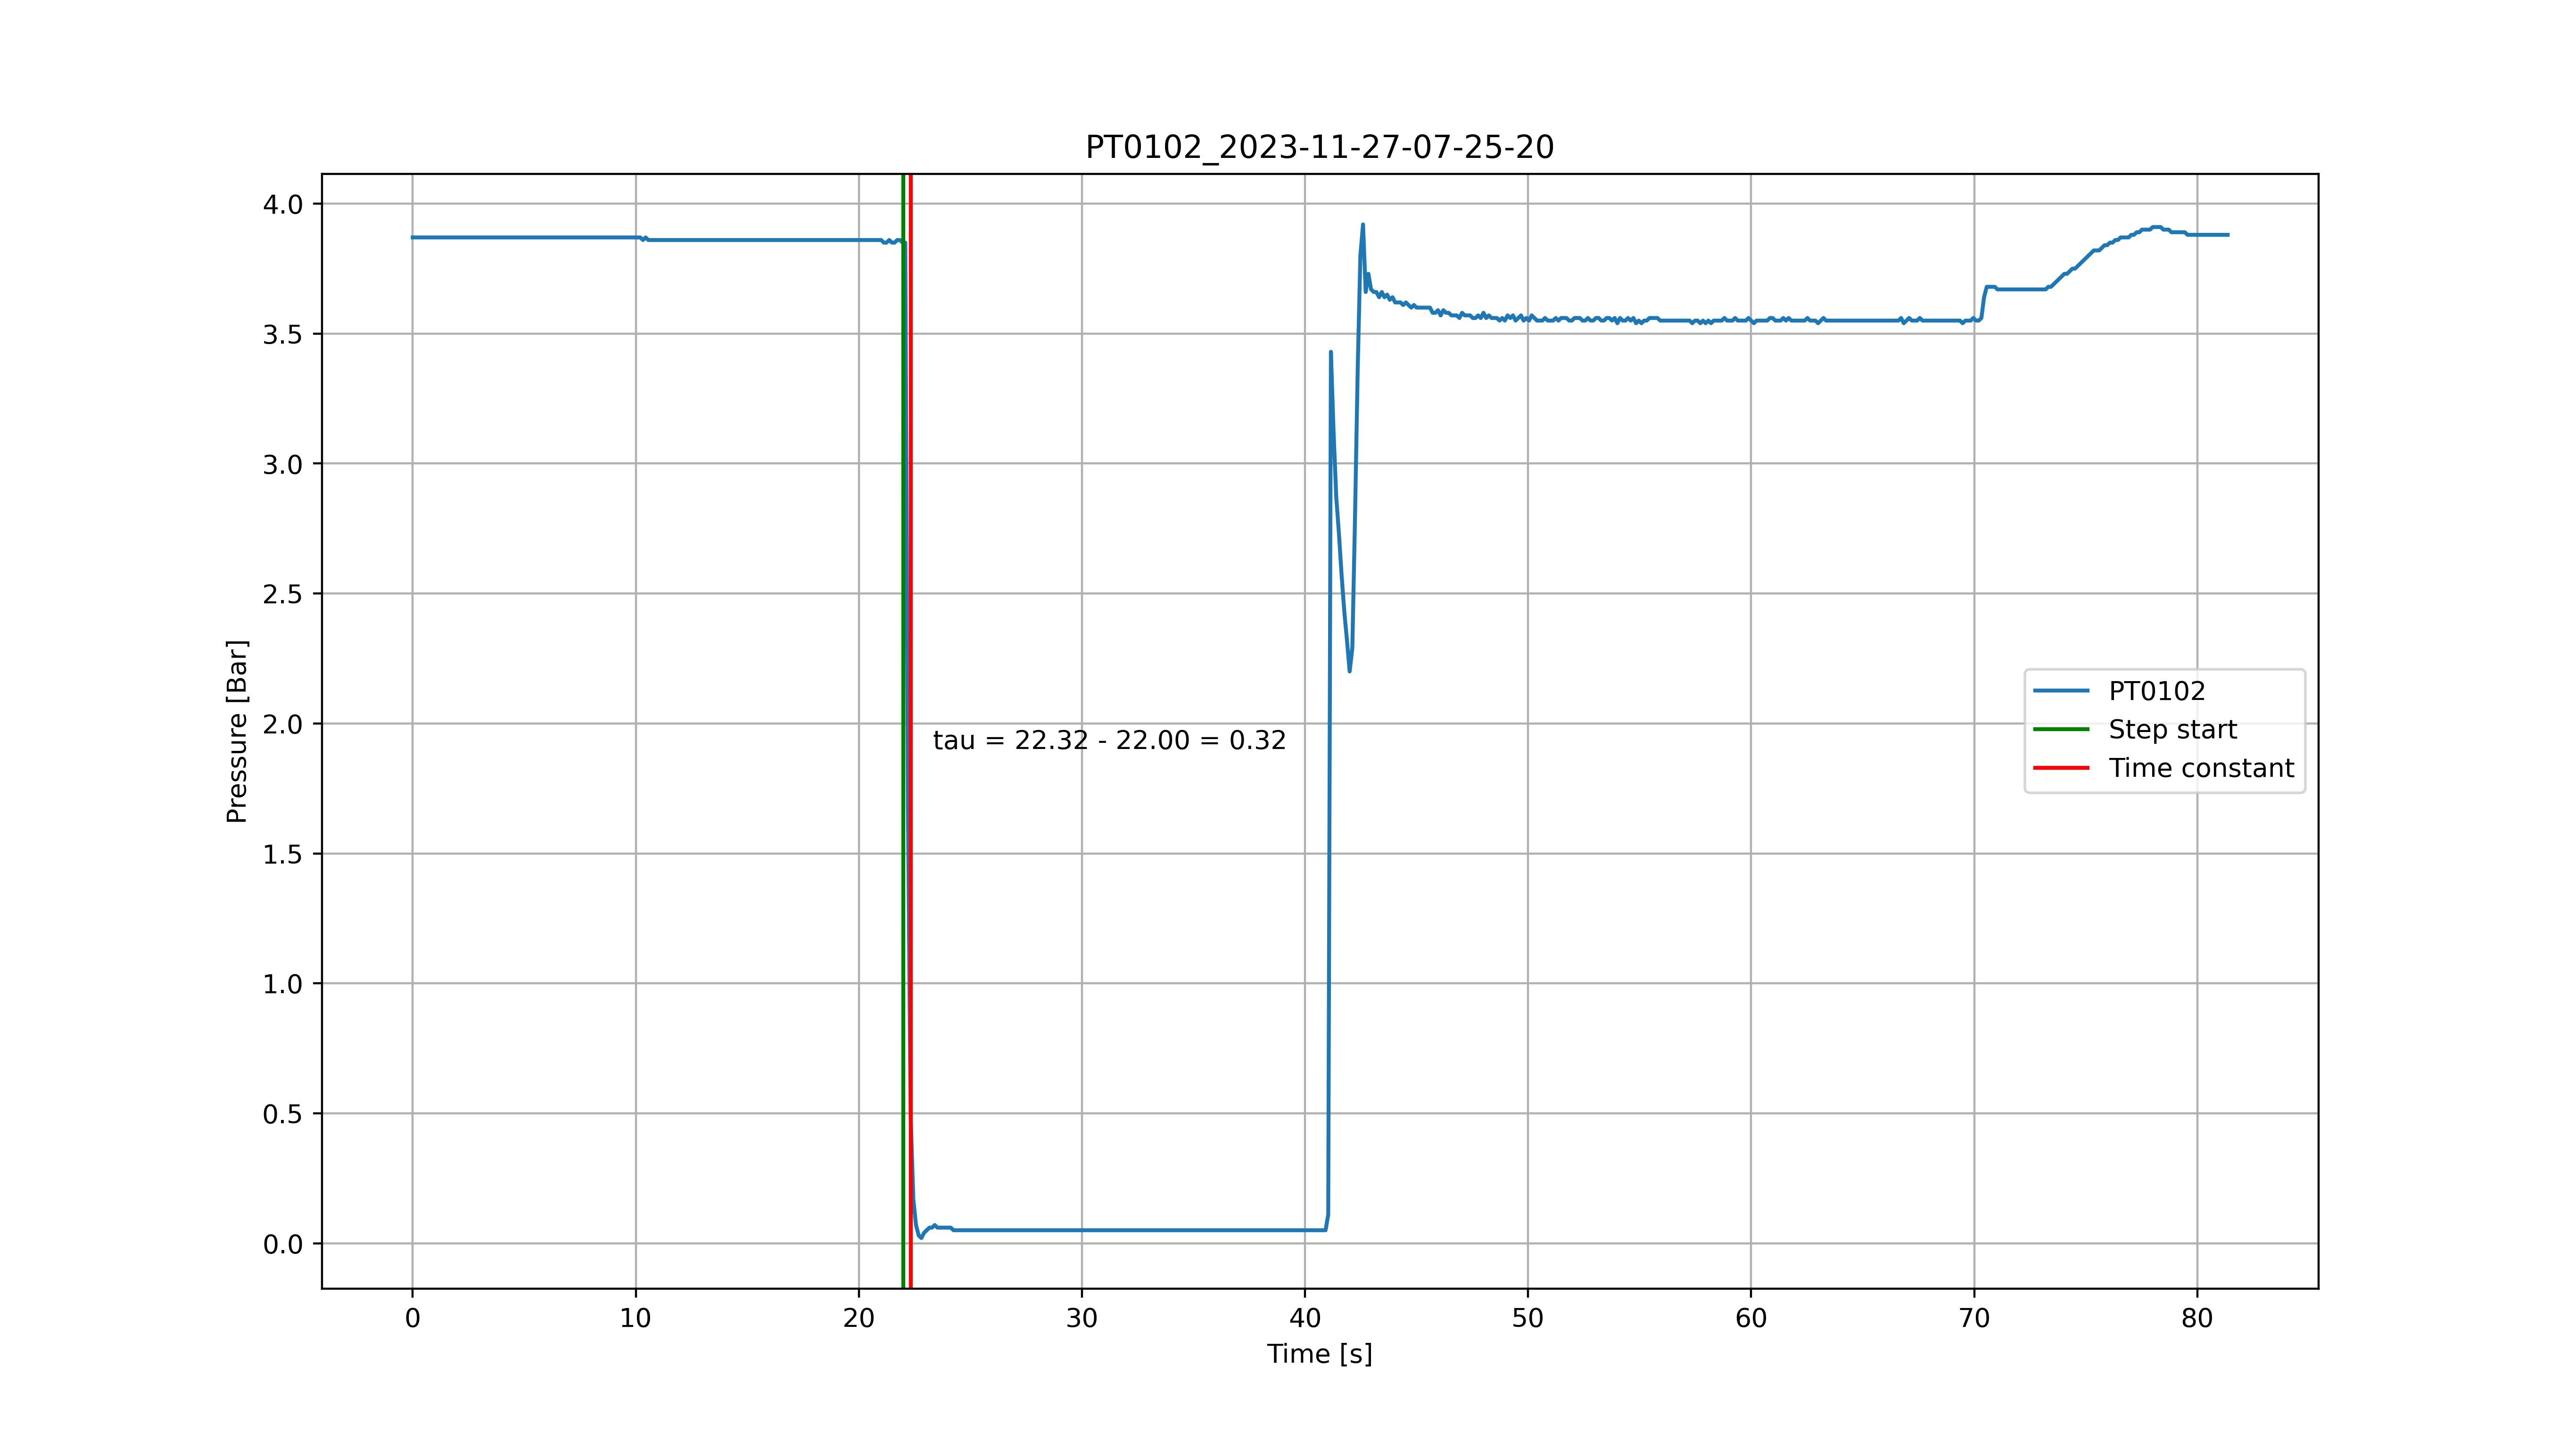 PT0102_2023-11-27-07-25-20
4.0
3.5
3.0
2.5
2.0
1.5
1.0
0.5
0.0
Pressure [Bar]
tau = 22.32 - 22.00 = 0.32
PT0102
Step start
Time constant
0 10 20 30 40 50 60 70 80
Time [s]